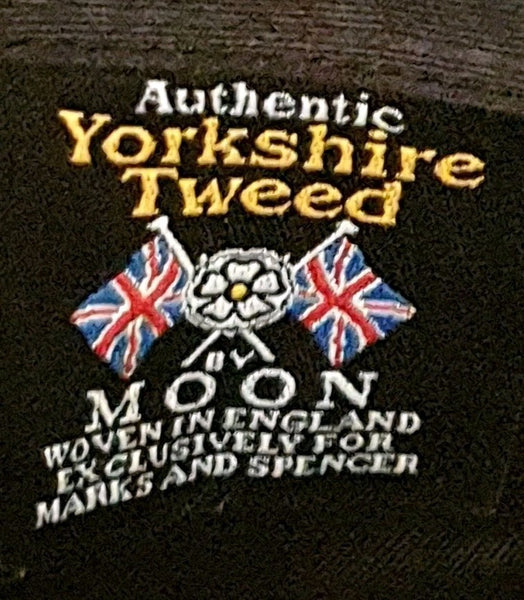 Authentic
Yorkshire
Tweed
BY
MOON
WOVEN IN ENGLAND
EXCLUSIVELY FOR
MARKS AND SPENCER